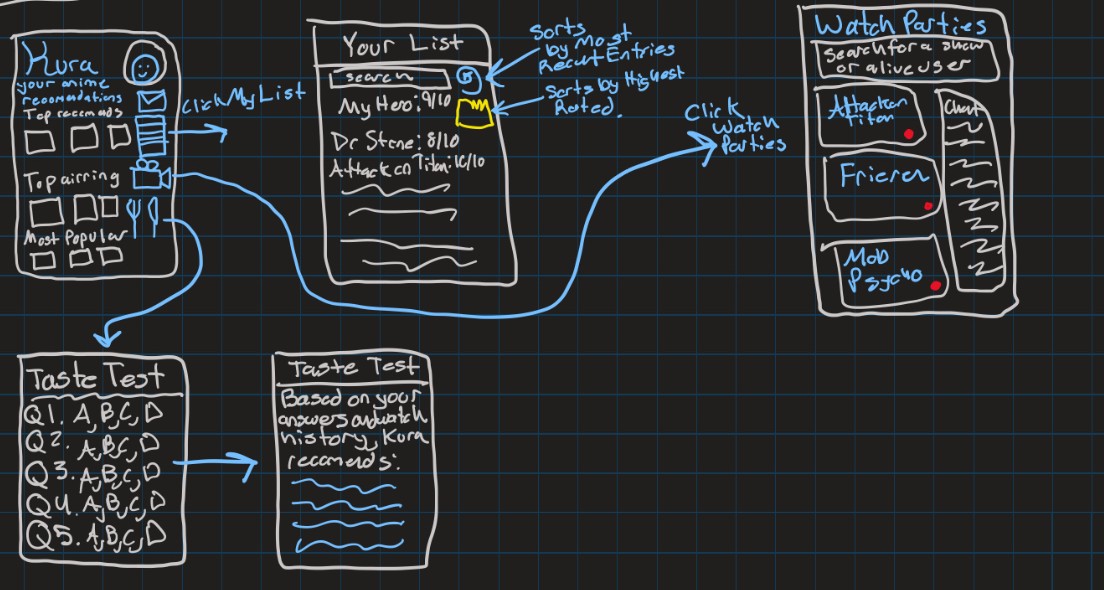 Kura
your anime
recomendations
Top recomends
Top airring
Most Popular
Click My List
Your List
search
My Hero: 9/10
Dr Stone: 8/10
Attack on Titan: 10/10
Sorts
by Most
Recent Entries
Sorts by Highest
Rated.
Click
Watch
Parties
Watch Parties
Search for a show
or a live user
Attack on
Titan
Frieren
Mob
Psycho
Chat
Taste Test
Q1. A, B, C, D
Q2. A, B, C, D
Q3. A, B, C, D
Q4. A, B, C, D
Q5. A, B, C, D
Taste Test
Based on your
answers and watch
history, Kura
recomends: